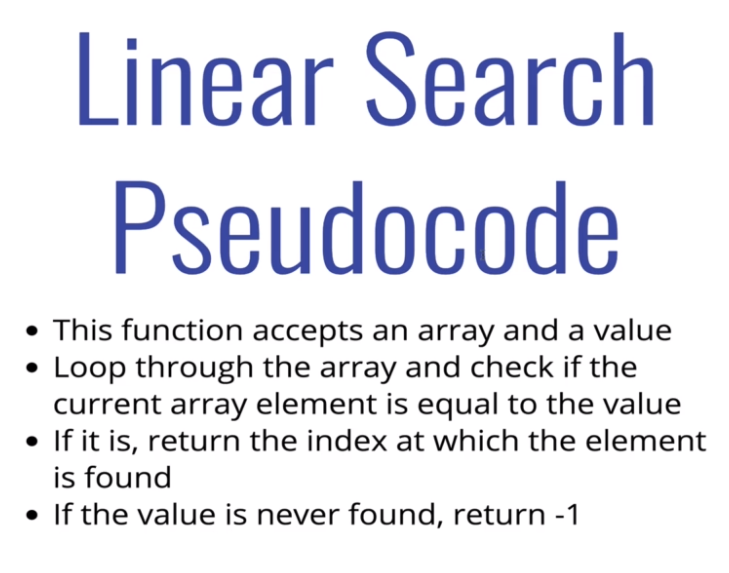 Linear Search
Pseudocode
• This function accepts an array and a value
• Loop through the array and check if the
current array element is equal to the value
• If it is, return the index at which the element
is found
• If the value is never found, return -1